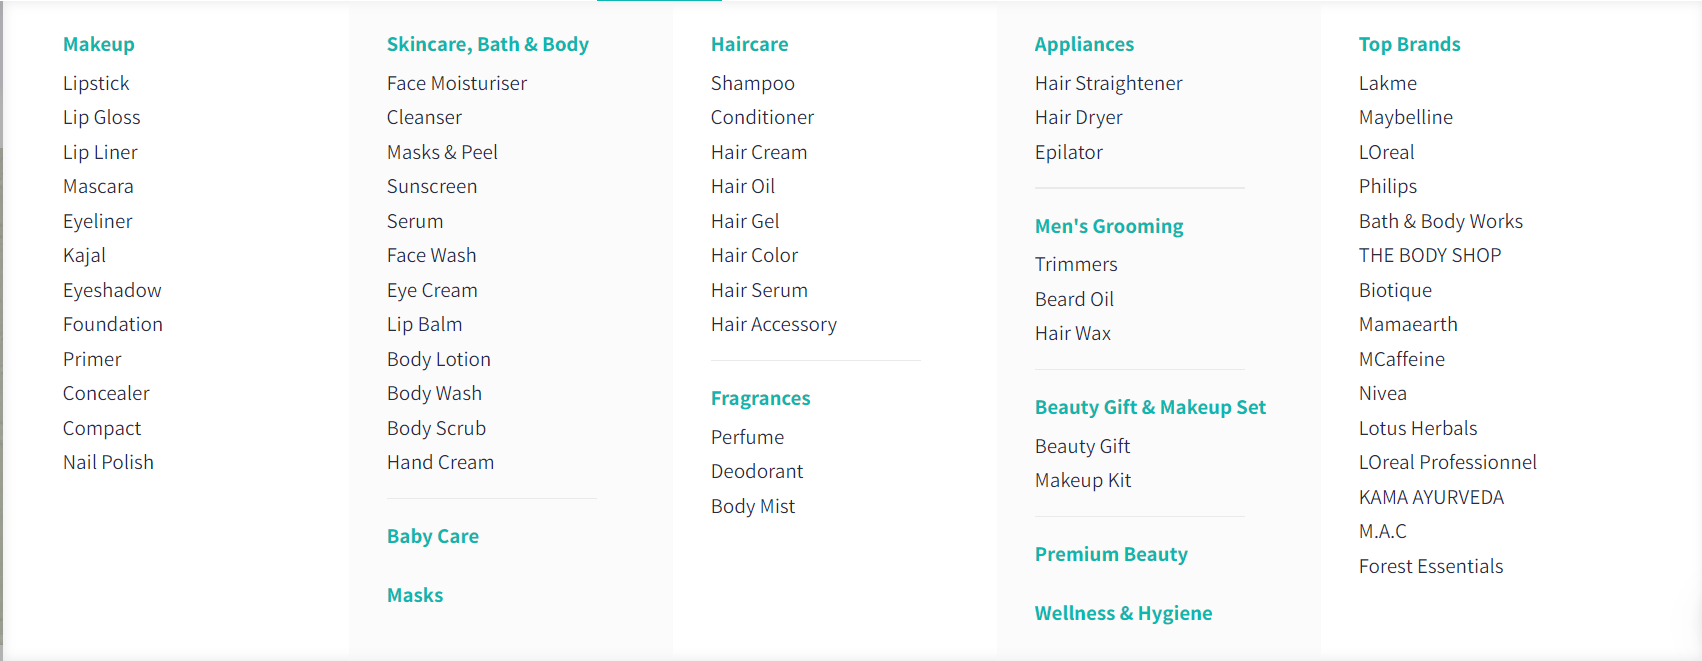 Makeup
Lipstick
Lip Gloss
Lip Liner
Mascara
Eyeliner
Kajal
Eyeshadow
Foundation
Primer
Concealer
Compact
Nail Polish
Skincare, Bath & Body
Face Moisturiser
Cleanser
Masks & Peel
Sunscreen
Serum
Face Wash
Eye Cream
Lip Balm
Body Lotion
Body Wash
Body Scrub
Hand Cream
Baby Care
Masks
Haircare
Shampoo
Conditioner
Hair Cream
Hair Oil
Hair Gel
Hair Color
Hair Serum
Hair Accessory
Fragrances
Perfume
Deodorant
Body Mist
Appliances
Hair Straightener
Hair Dryer
Epilator
Men's Grooming
Trimmers
Beard Oil
Hair Wax
Beauty Gift & Makeup Set
Beauty Gift
Makeup Kit
Premium Beauty
Wellness & Hygiene
Top Brands
Lakme
Maybelline
LOreal
Philips
Bath & Body Works
THE BODY SHOP
Biotique
Mamaearth
MCaffeine
Nivea
Lotus Herbals
LOreal Professionnel
KAMA AYURVEDA
M.A.C
Forest Essentials